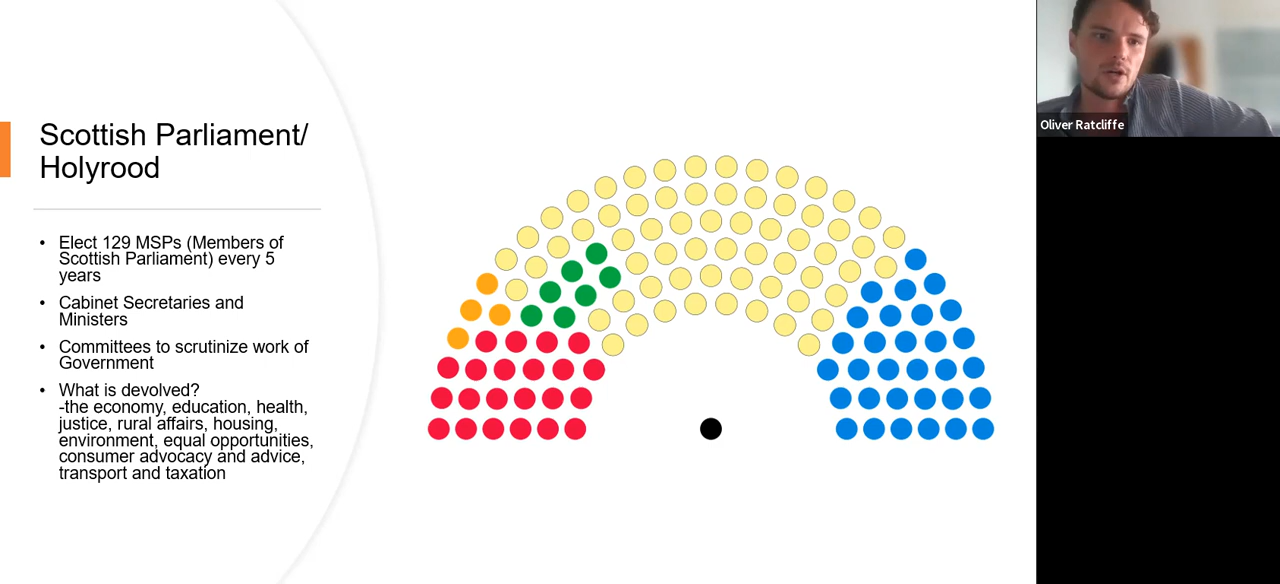 Scottish Parliament/
Holyrood
• Elect 129 MSPs (Members of
Scottish Parliament) every 5
years
• Cabinet Secretaries and
Ministers
• Committees to scrutinize work of
Government
• What is devolved?
-the economy, education, health,
justice, rural affairs, housing,
environment, equal opportunities,
consumer advocacy and advice,
transport and taxation
Oliver Ratcliffe